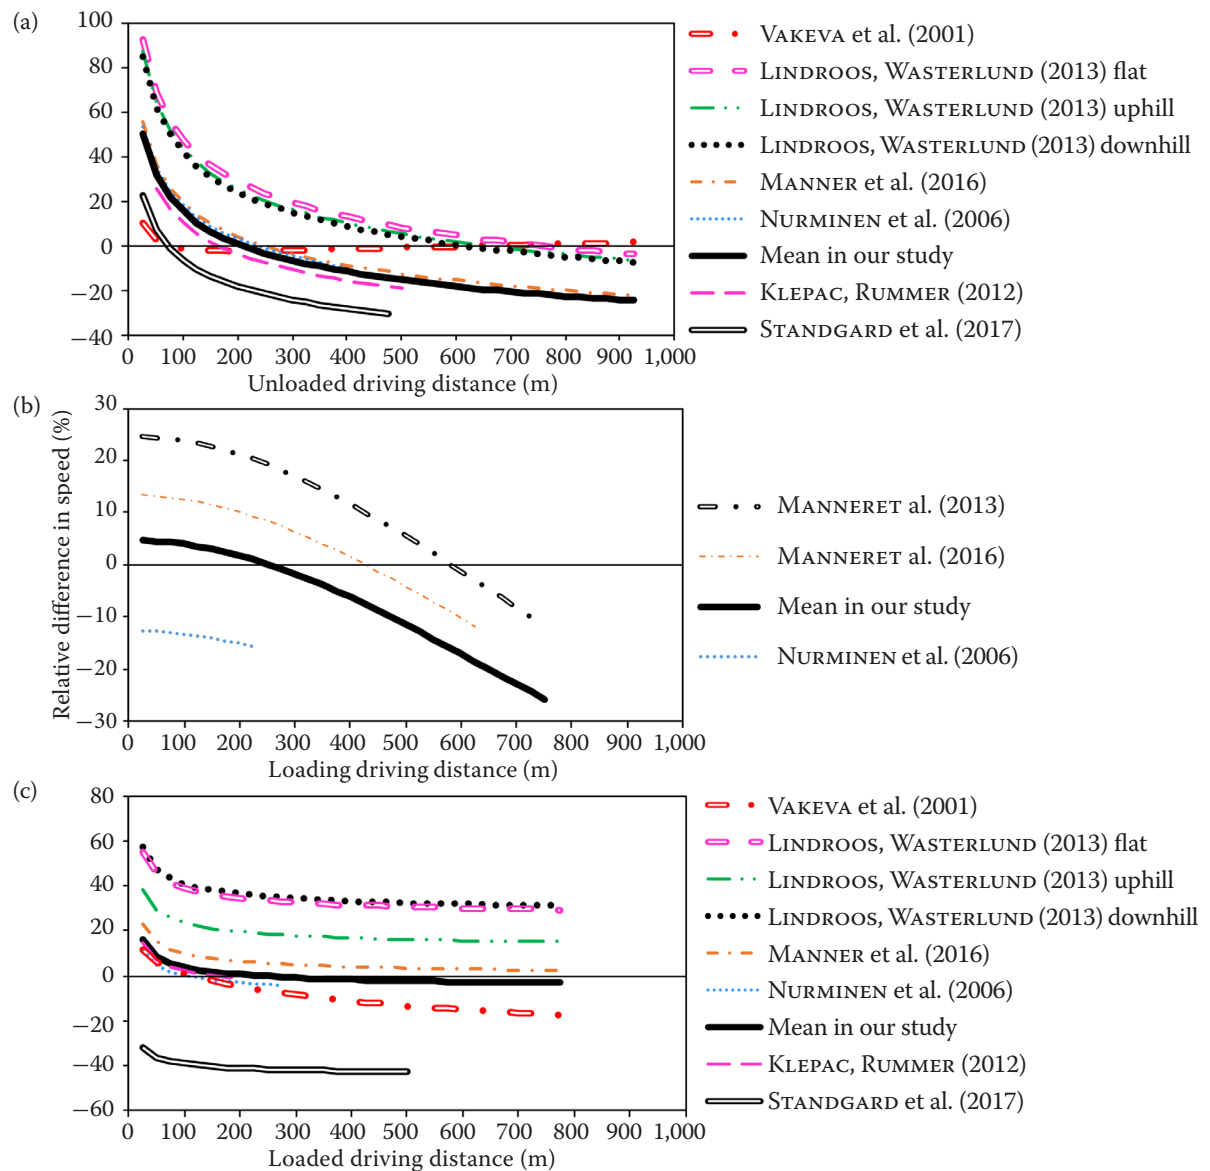 (a)
100
80
60
40
20
0
−20
−40
0 100 200 300 400 500 600 700 800 900 1,000
Unloaded driving distance (m)
VAKEVA et al. (2001)
LINDROOS, WASTERLUND (2013) flat
LINDROOS, WASTERLUND (2013) uphill
LINDROOS, WASTERLUND (2013) downhill
MANNER et al. (2016)
NURMINEN et al. (2006)
Mean in our study
KLEPAC, RUMMER (2012)
STANDGARD et al. (2017)
(b)
Relative difference in speed (%)
30
20
10
0
−10
−20
−30
0 100 200 300 400 500 600 700 800 900 1,000
Loading driving distance (m)
MANNERET al. (2013)
MANNERET al. (2016)
Mean in our study
NURMINEN et al. (2006)
(c)
80
60
40
20
0
−20
−40
−60
0 100 200 300 400 500 600 700 800 900 1,000
Loaded driving distance (m)
VAKEVA et al. (2001)
LINDROOS, WASTERLUND (2013) flat
LINDROOS, WASTERLUND (2013) uphill
LINDROOS, WASTERLUND (2013) downhill
MANNER et al. (2016)
NURMINEN et al. (2006)
Mean in our study
KLEPAC, RUMMER (2012)
STANDGARD et al. (2017)